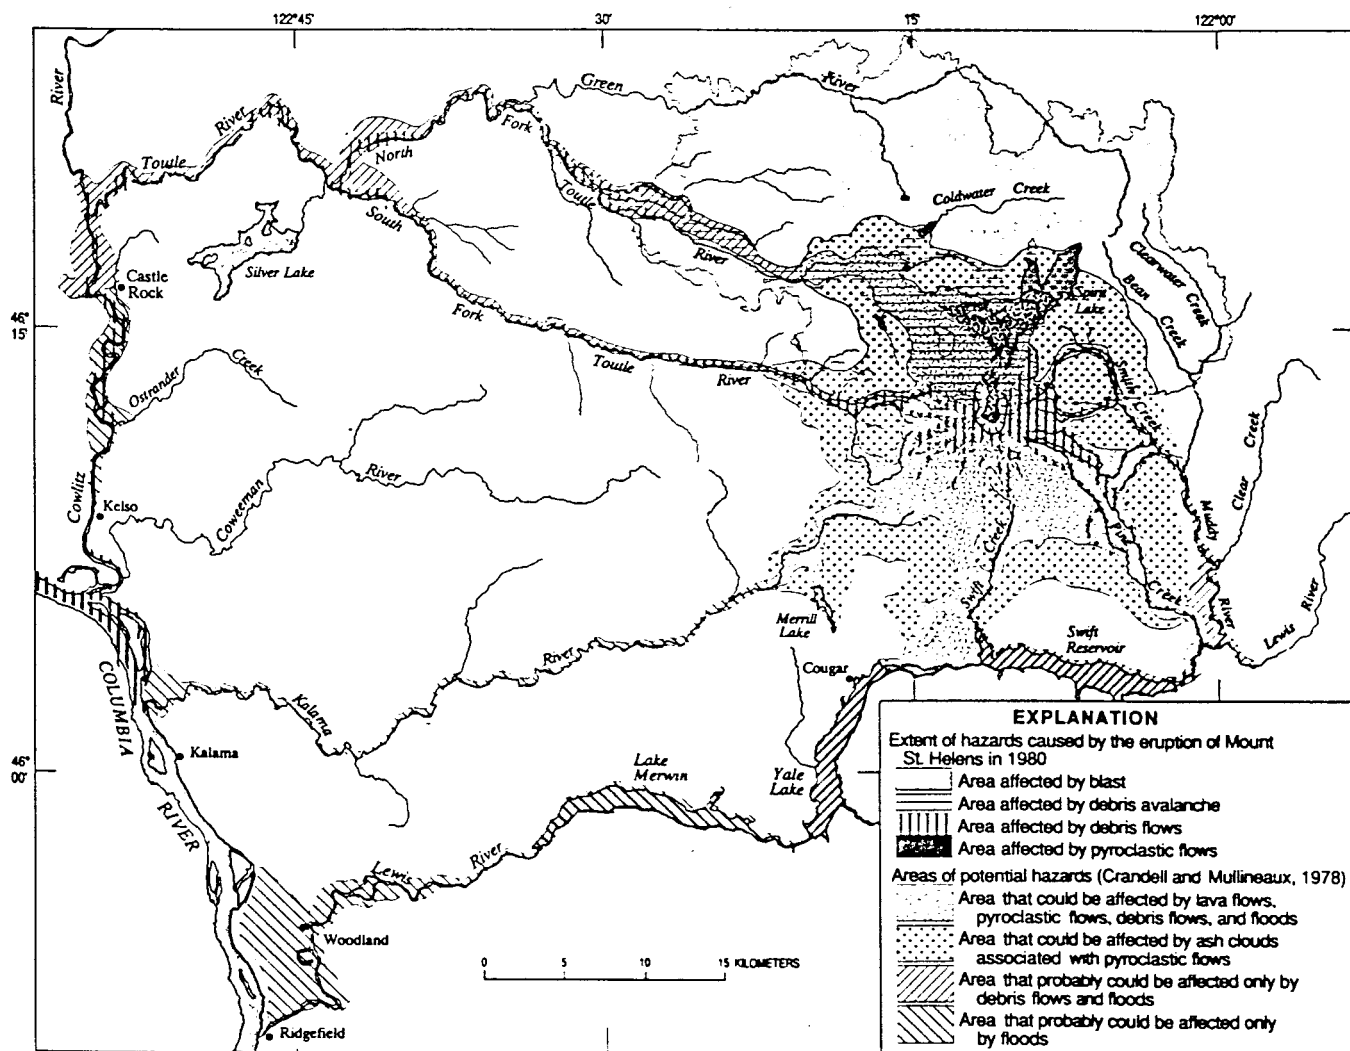 122°45'
30'
15'
122°00'
River
Green
River
River
Toutle
North
Fork
Toutle
River
South
Fork
Toutle
River
Coldwater Creek
Clearwater Creek
Bean
Creek
Spirit
Lake
Silver Lake
Castle
Rock
46°
15'
Ostrander
Creek
Smith Creek
Clear Creek
Cowlitz
Kelso
Coweeman
River
Muddy
River
Pine
Creek
Swift
Creek
Lewis
River
Merrill
Lake
Swift
Reservoir
Cougar
River
Kalama
COLUMBIA
RIVER
Kalama
46°
00'
Lake
Merwin
Yale
Lake
Lewis
River
Woodland
Ridgefield
0 5 10 15 KILOMETERS
EXPLANATION
Extent of hazards caused by the eruption of Mount
St. Helens in 1980
Area affected by blast
Area affected by debris avalanche
Area affected by debris flows
Area affected by pyroclastic flows
Areas of potential hazards (Crandell and Mullineaux, 1978)
Area that could be affected by lava flows,
pyroclastic flows, debris flows, and floods
Area that could be affected by ash clouds
associated with pyroclastic flows
Area that probably could be affected only by
debris flows and floods
Area that probably could be affected only
by floods